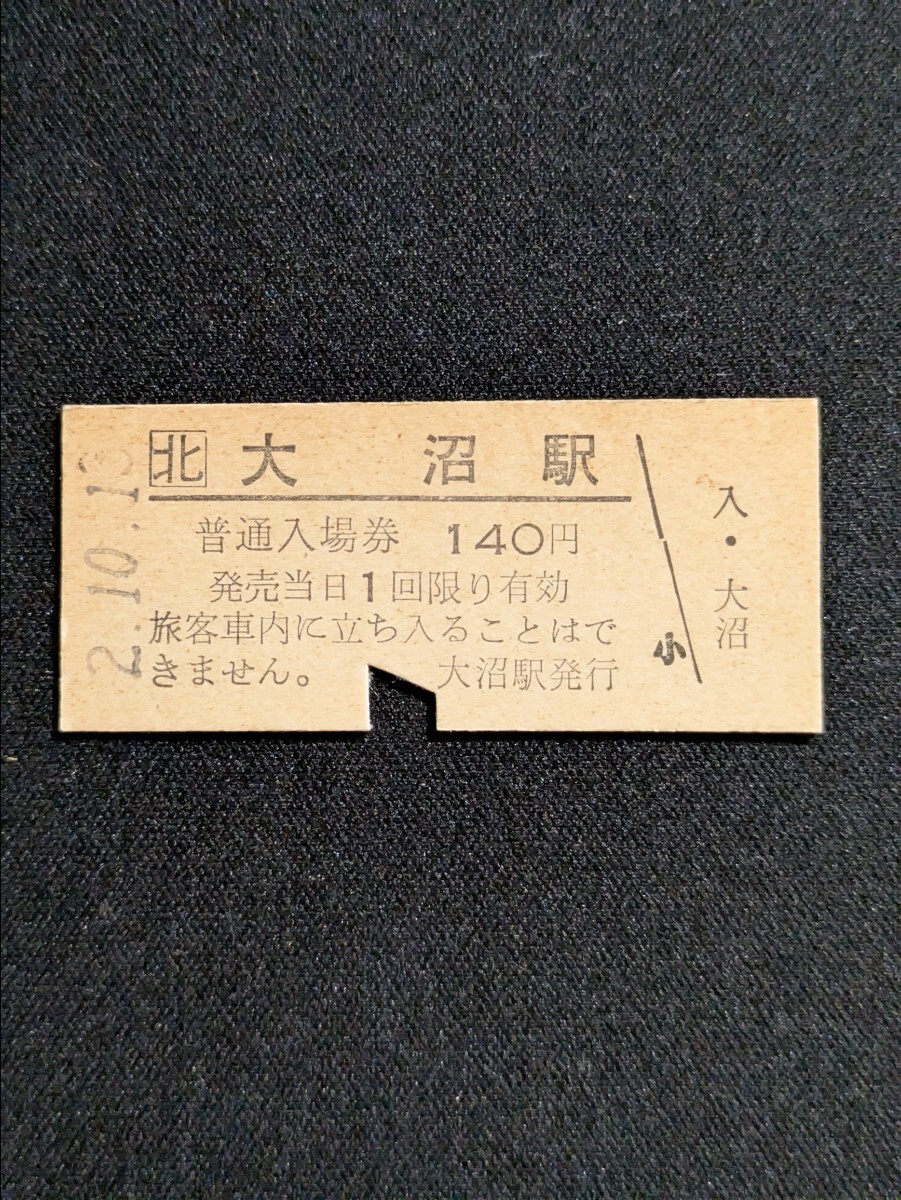 北 大沼駅
普通入場券 140円
発売当日1回限り有効
旅客車内に立ち入ることはで
きません。 大沼駅発行
小
入・大沼
2.10.13